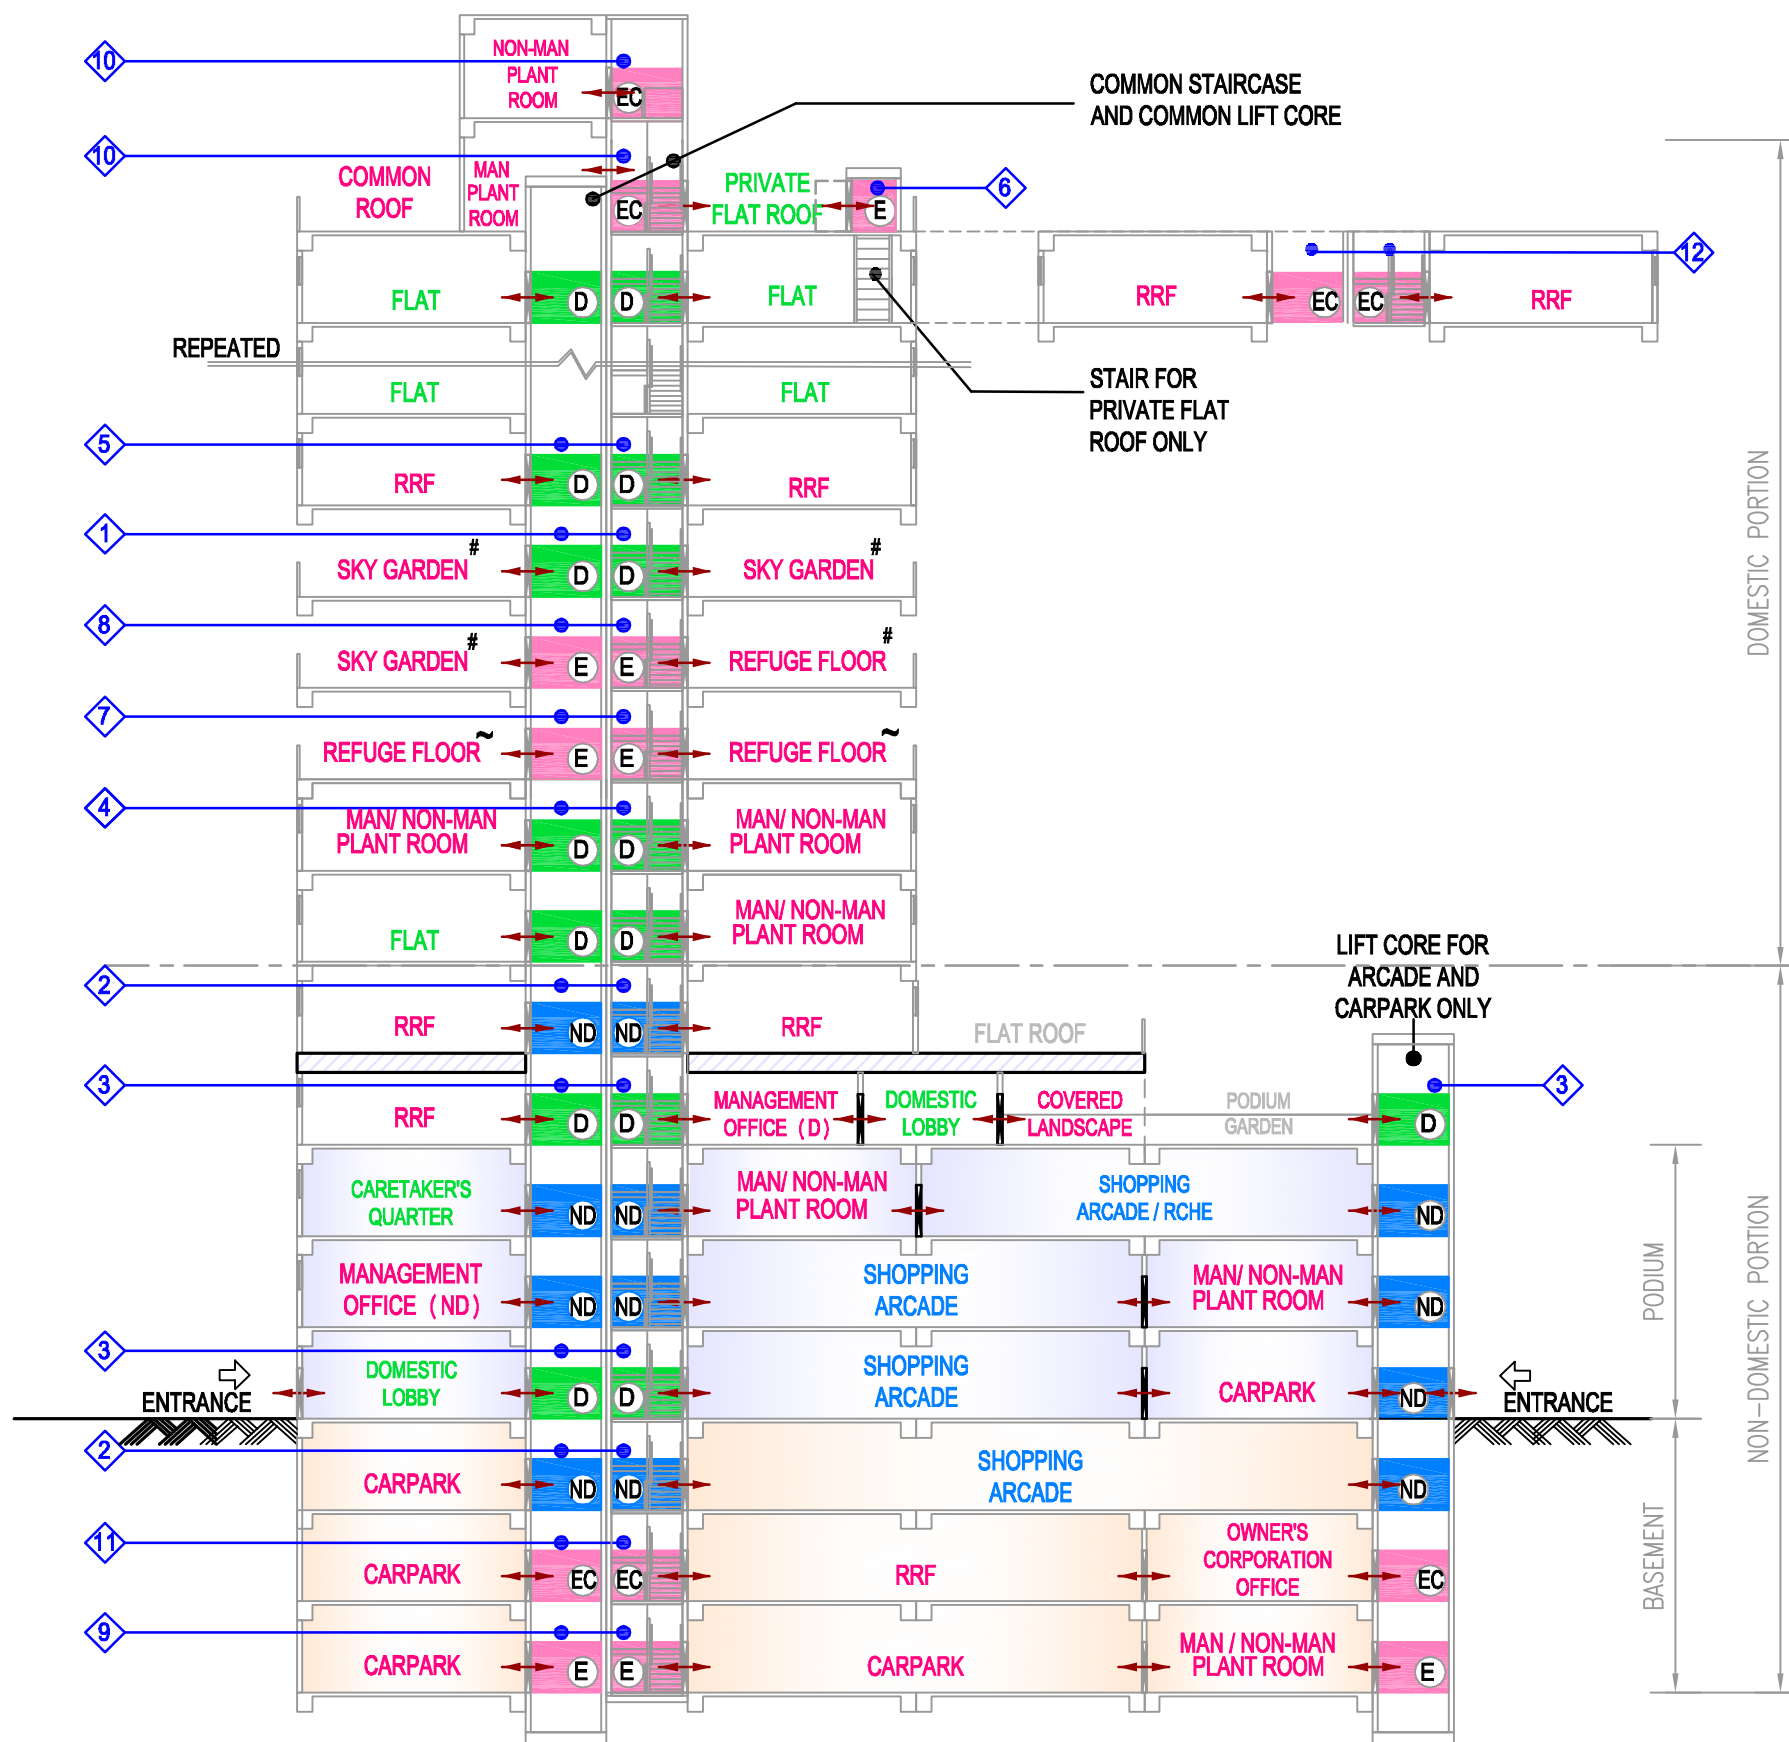 10
NON-MAN
PLANT
ROOM
EC
COMMON STAIRCASE
AND COMMON LIFT CORE
10
COMMON
ROOF
MAN
PLANT
ROOM
EC
PRIVATE
FLAT ROOF
E
6
FLAT
D
D
FLAT
RRF
EC
EC
RRF
12
REPEATED
FLAT
FLAT
STAIR FOR
PRIVATE FLAT
ROOF ONLY
5
RRF
D
D
RRF
1
SKY GARDEN#
D
D
SKY GARDEN#
8
SKY GARDEN#
E
E
REFUGE FLOOR#
7
REFUGE FLOOR~
E
E
REFUGE FLOOR~
4
MAN/ NON-MAN
PLANT ROOM
D
D
MAN/ NON-MAN
PLANT ROOM
FLAT
D
D
MAN/ NON-MAN
PLANT ROOM
DOMESTIC PORTION
LIFT CORE FOR
ARCADE AND
CARPARK ONLY
2
RRF
ND
ND
RRF
FLAT ROOF
3
RRF
D
D
MANAGEMENT
OFFICE (D)
DOMESTIC
LOBBY
COVERED
LANDSCAPE
PODIUM
GARDEN
D
3
CARETAKER'S
QUARTER
ND
ND
MAN/ NON-MAN
PLANT ROOM
SHOPPING
ARCADE / RCHE
ND
MANAGEMENT
OFFICE (ND)
ND
ND
SHOPPING
ARCADE
MAN/ NON-MAN
PLANT ROOM
ND
PODIUM
NON-DOMESTIC PORTION
3
ENTRANCE
DOMESTIC
LOBBY
D
D
SHOPPING
ARCADE
CARPARK
ND
ENTRANCE
2
CARPARK
ND
ND
SHOPPING
ARCADE
ND
11
CARPARK
EC
EC
RRF
OWNER'S
CORPORATION
OFFICE
EC
BASEMENT
9
CARPARK
E
E
CARPARK
MAN / NON-MAN
PLANT ROOM
E